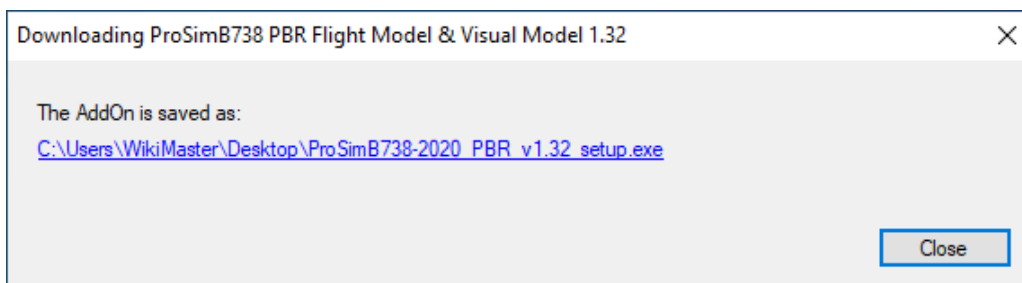 Downloading ProSimB738 PBR Flight Model & Visual Model 1.32
The AddOn is saved as:
C:\Users\WikiMaster\Desktop\ProSimB738-2020_PBR_v1.32_setup.exe
Close